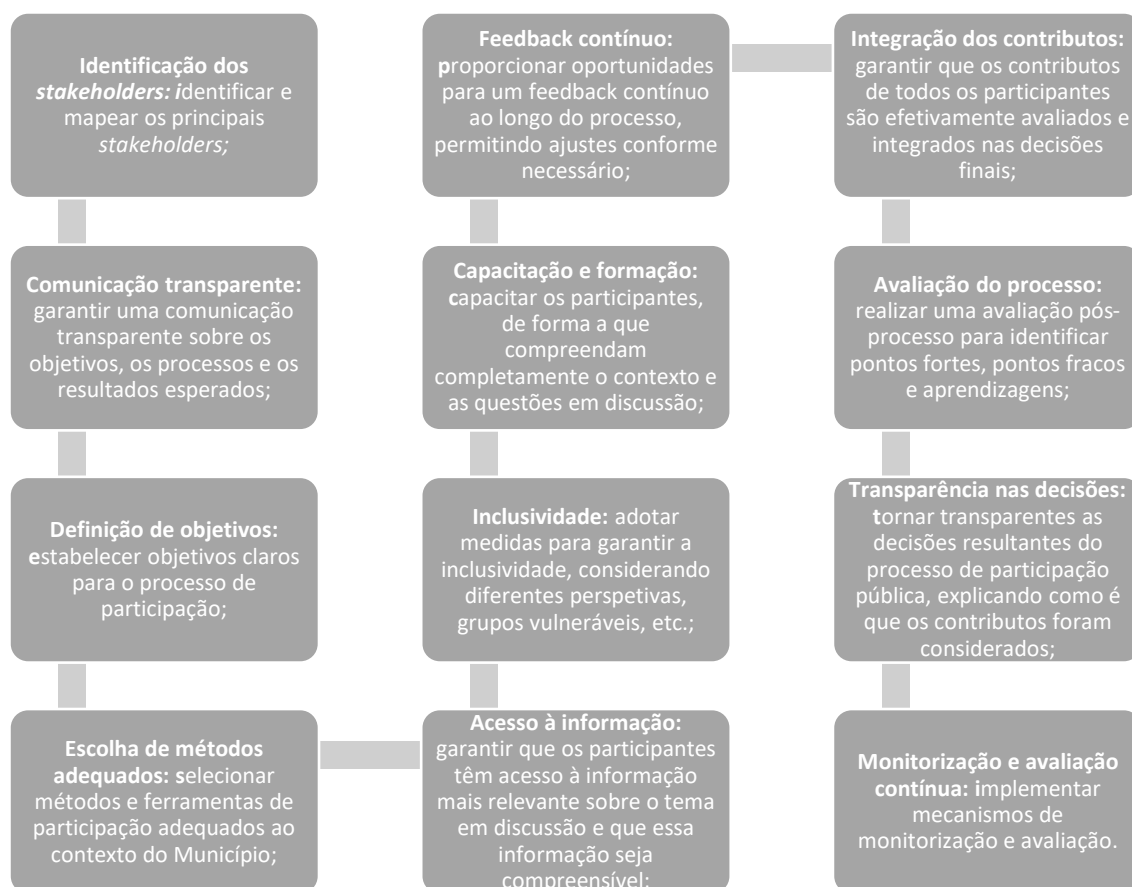 Identificação dos
stakeholders: identificar e
mapear os principais
stakeholders;
Comunicação transparente:
garantir uma comunicação
transparente sobre os
objetivos, os processos e os
resultados esperados;
Definição de objetivos:
estabelecer objetivos claros
para o processo de
participação;
Escolha de métodos
adequados: selecionar
métodos e ferramentas de
participação adequados ao
contexto do Município;
Acesso à informação:
garantir que os participantes
têm acesso à informação
mais relevante sobre o tema
em discussão e que essa
informação seja
compreensível;
Inclusividade: adotar
medidas para garantir a
inclusividade, considerando
diferentes perspetivas,
grupos vulneráveis, etc.;
Capacitação e formação:
capacitar os participantes,
de forma a que
compreendam
completamente o contexto e
as questões em discussão;
Feedback contínuo:
proporcionar oportunidades
para um feedback contínuo
ao longo do processo,
permitindo ajustes conforme
necessário;
Integração dos contributos:
garantir que os contributos
de todos os participantes
são efetivamente avaliados e
integrados nas decisões
finais;
Avaliação do processo:
realizar uma avaliação pós-
processo para identificar
pontos fortes, pontos fracos
e aprendizagens;
Transparência nas decisões:
tornar transparentes as
decisões resultantes do
processo de participação
pública, explicando como é
que os contributos foram
considerados;
Monitorização e avaliação
contínua: implementar
mecanismos de
monitorização e avaliação.